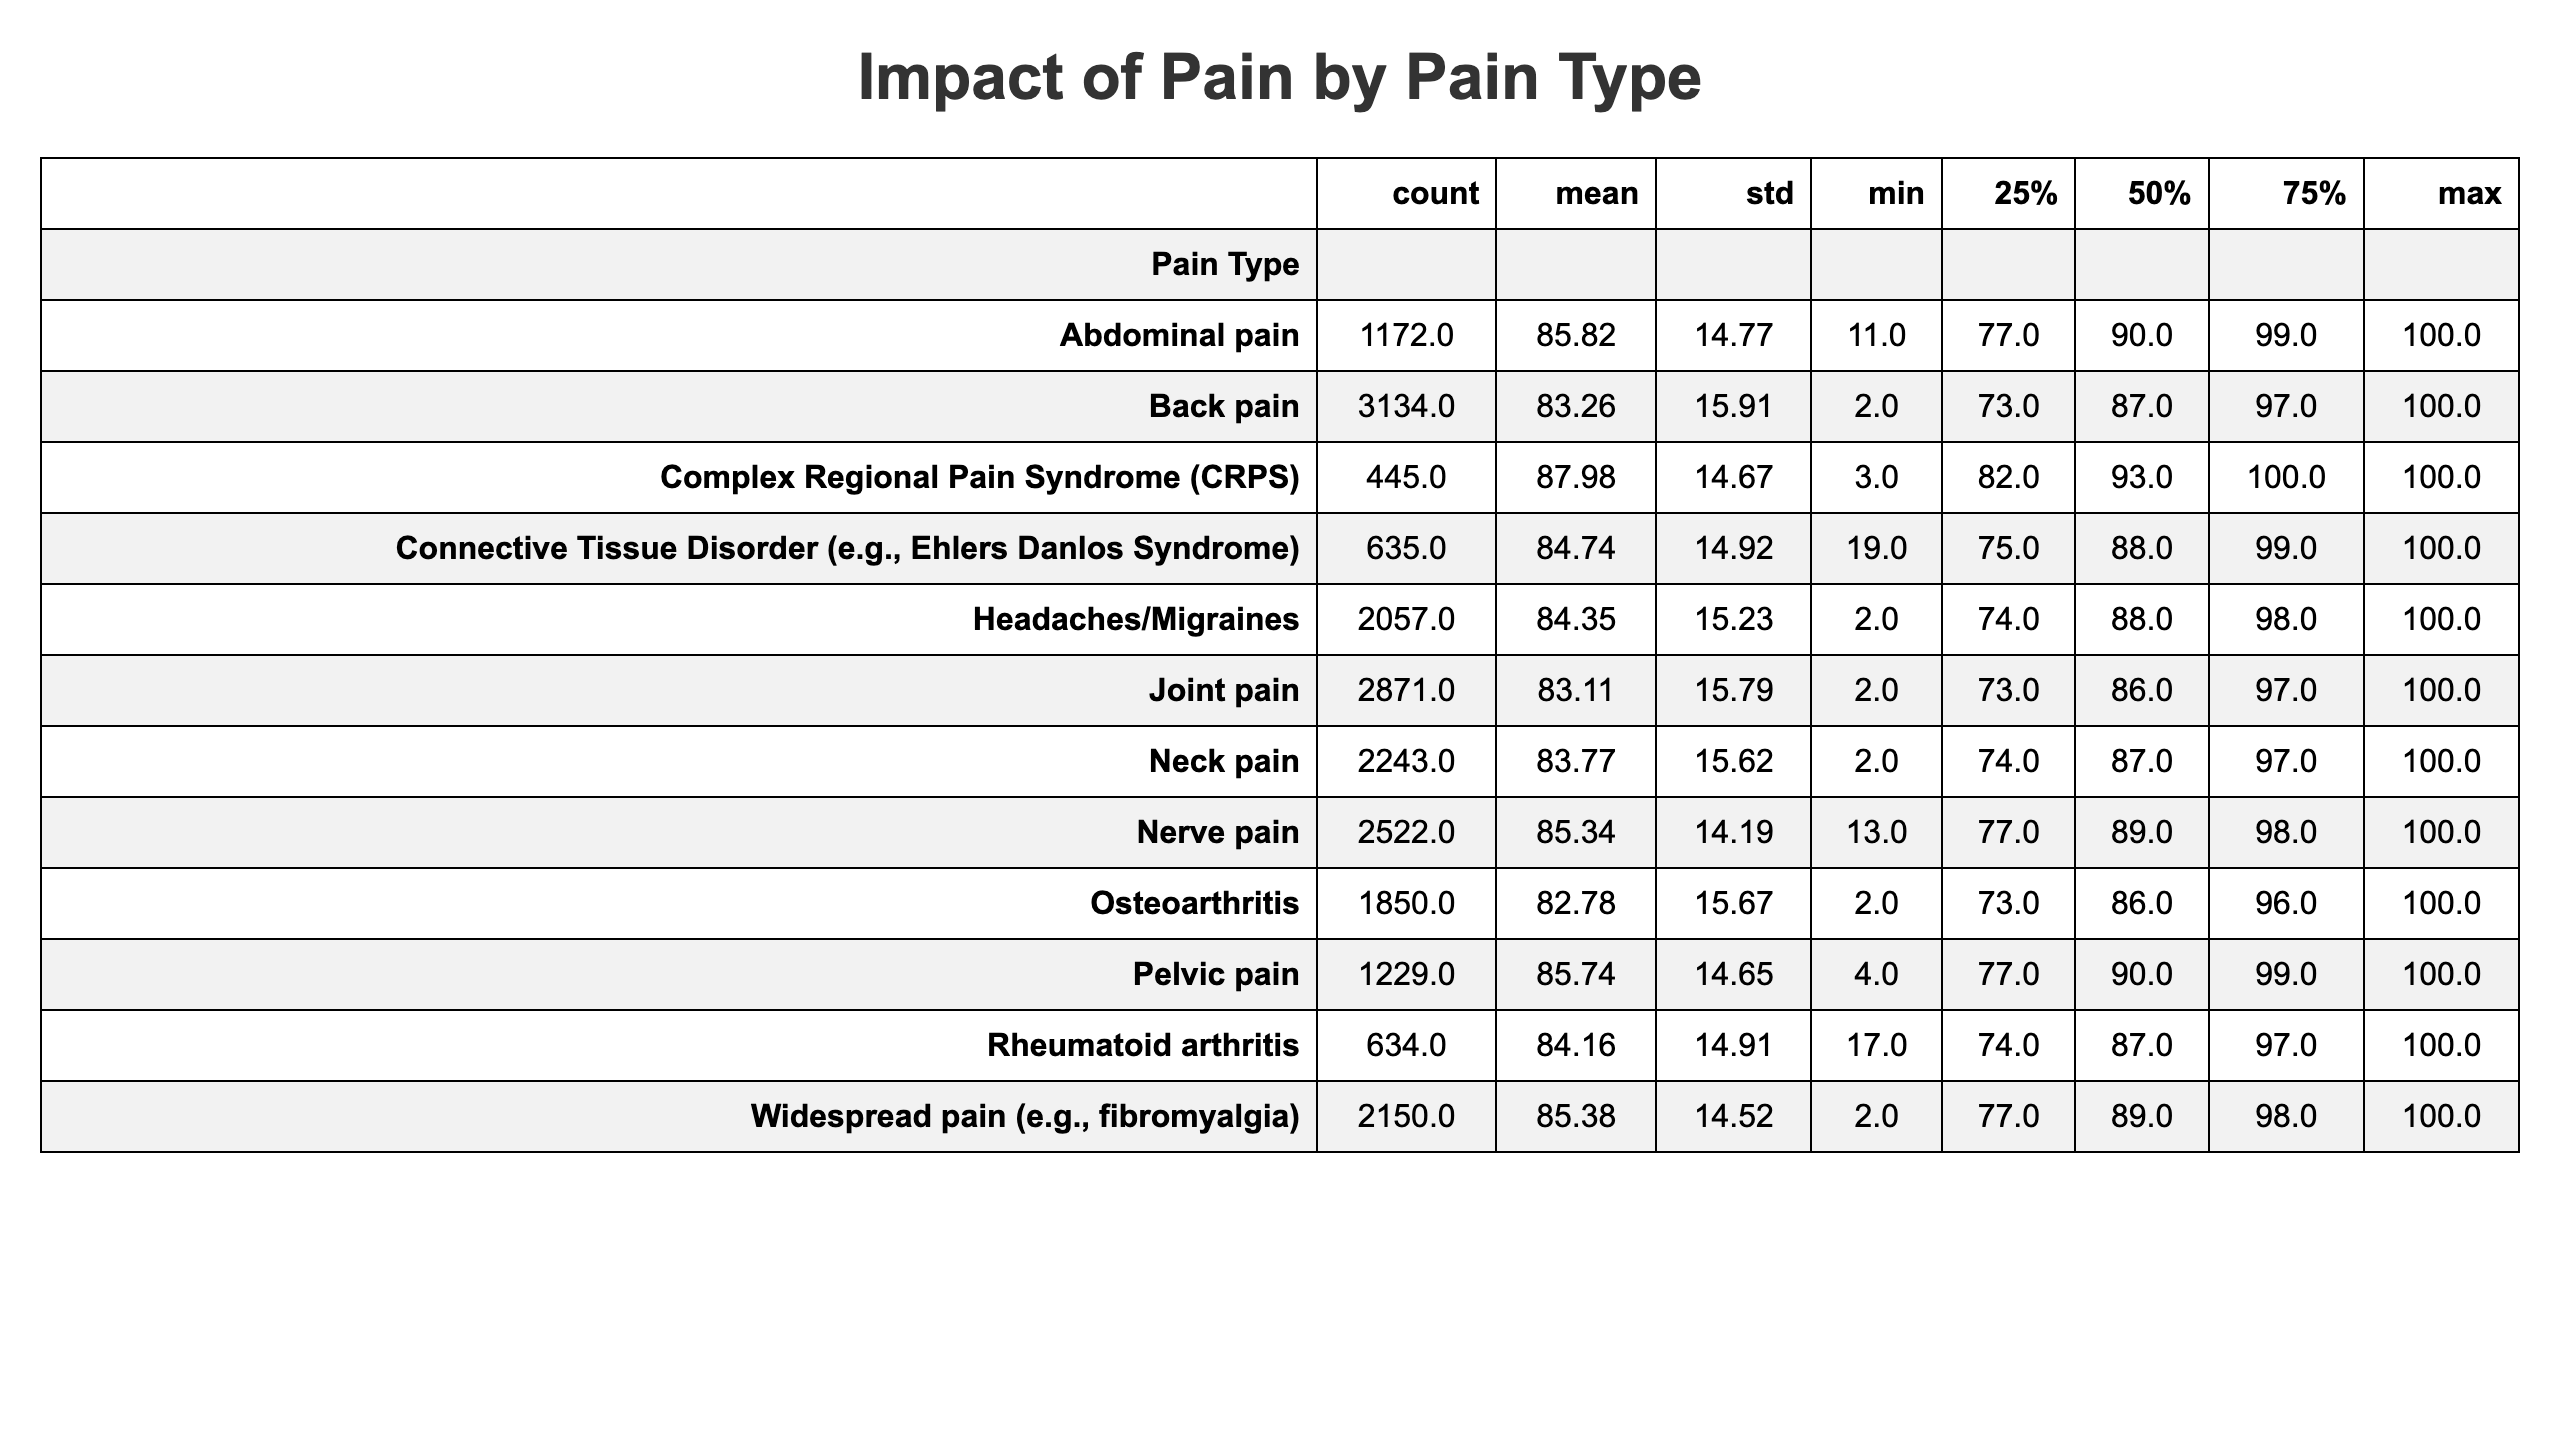 Impact of Pain by Pain Type
count mean std min 25% 50% 75% max
Pain Type
Abdominal pain 1172.0 85.82 14.77 11.0 77.0 90.0 99.0 100.0
Back pain 3134.0 83.26 15.91 2.0 73.0 87.0 97.0 100.0
Complex Regional Pain Syndrome (CRPS) 445.0 87.98 14.67 3.0 82.0 93.0 100.0 100.0
Connective Tissue Disorder (e.g., Ehlers Danlos Syndrome) 635.0 84.74 14.92 19.0 75.0 88.0 99.0 100.0
Headaches/Migraines 2057.0 84.35 15.23 2.0 74.0 88.0 98.0 100.0
Joint pain 2871.0 83.11 15.79 2.0 73.0 86.0 97.0 100.0
Neck pain 2243.0 83.77 15.62 2.0 74.0 87.0 97.0 100.0
Nerve pain 2522.0 85.34 14.19 13.0 77.0 89.0 98.0 100.0
Osteoarthritis 1850.0 82.78 15.67 2.0 73.0 86.0 96.0 100.0
Pelvic pain 1229.0 85.74 14.65 4.0 77.0 90.0 99.0 100.0
Rheumatoid arthritis 634.0 84.16 14.91 17.0 74.0 87.0 97.0 100.0
Widespread pain (e.g., fibromyalgia) 2150.0 85.38 14.52 2.0 77.0 89.0 98.0 100.0